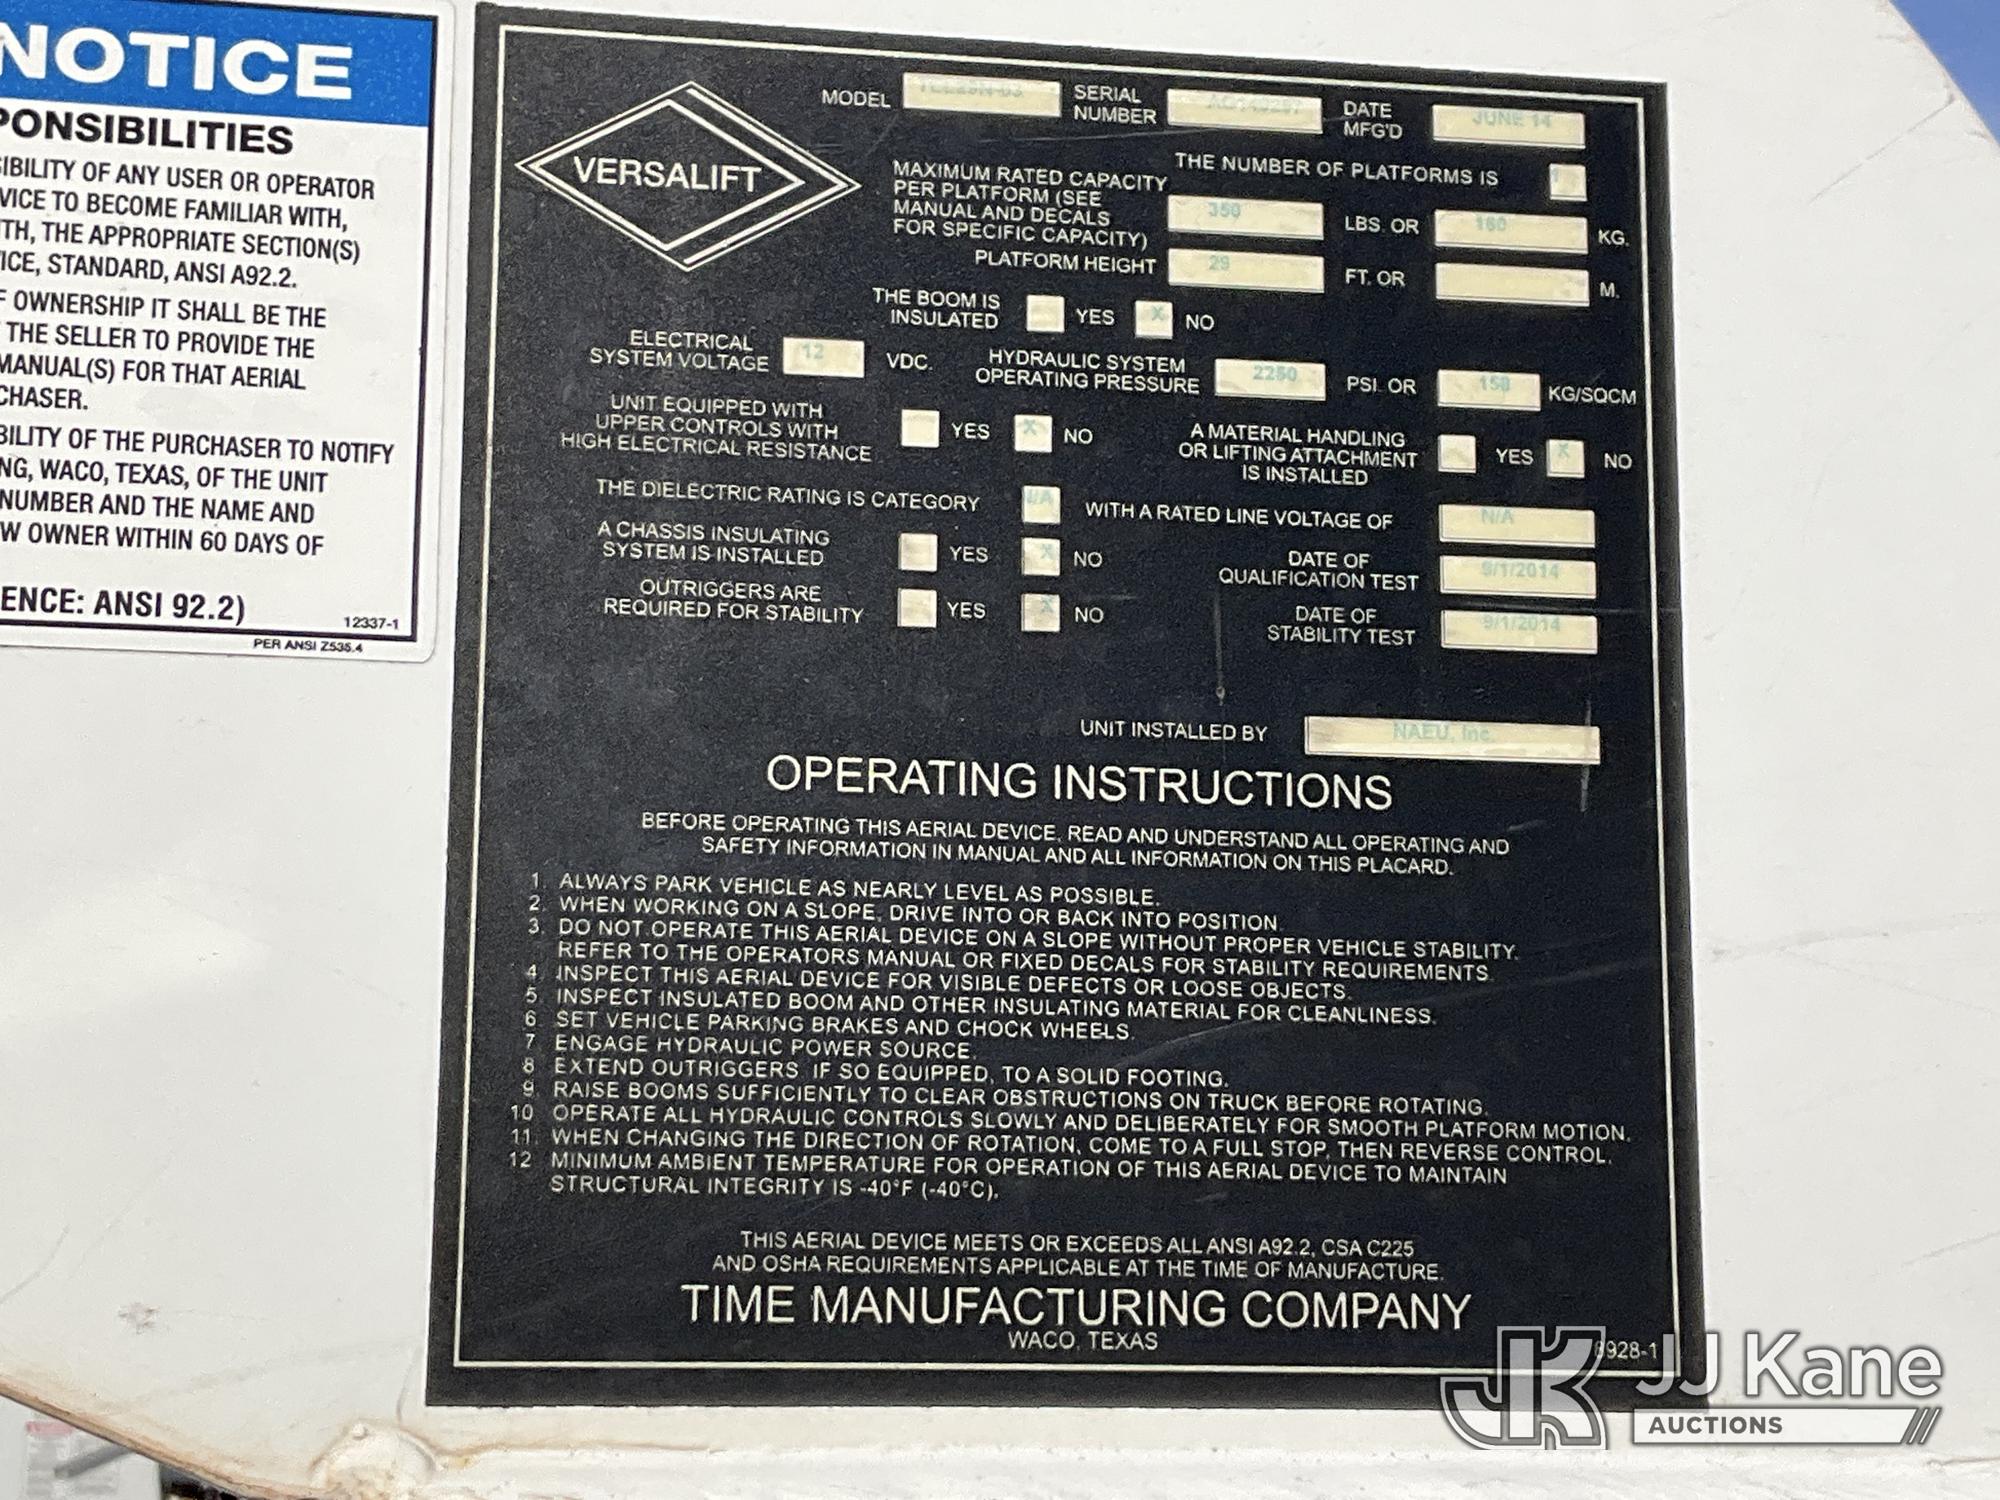 NOTICE
PONSIBILITIES
IBILITY OF ANY USER OR OPERATOR
VICE TO BECOME FAMILIAR WITH,
TH, THE APPROPRIATE SECTION(S)
ICE, STANDARD, ANSI A92.2.
F OWNERSHIP IT SHALL BE THE
THE SELLER TO PROVIDE THE
MANUAL(S) FOR THAT AERIAL
CHASER.
BILITY OF THE PURCHASER TO NOTIFY
NG, WACO, TEXAS, OF THE UNIT
NUMBER AND THE NAME AND
W OWNER WITHIN 60 DAYS OF
ENCE: ANSI 92.2)
12337-1
PER ANSI Z535.4
VERSALIFT
MODEL SERIAL NUMBER DATE MFG'D JUNE 14
THE NUMBER OF PLATFORMS IS
MAXIMUM RATED CAPACITY
PER PLATFORM (SEE
MANUAL AND DECALS
FOR SPECIFIC CAPACITY)
350 LBS. OR 160 KG.
PLATFORM HEIGHT 29 FT. OR M.
THE BOOM IS
INSULATED YES X NO
ELECTRICAL
SYSTEM VOLTAGE 12 VDC.
HYDRAULIC SYSTEM
OPERATING PRESSURE 2250 PSI. OR 158 KG/SQCM
UNIT EQUIPPED WITH
UPPER CONTROLS WITH
HIGH ELECTRICAL RESISTANCE YES X NO
A MATERIAL HANDLING
OR LIFTING ATTACHMENT
IS INSTALLED YES X NO
THE DIELECTRIC RATING IS CATEGORY N/A WITH A RATED LINE VOLTAGE OF N/A
A CHASSIS INSULATING
SYSTEM IS INSTALLED YES X NO
DATE OF
QUALIFICATION TEST 9/1/2014
OUTRIGGERS ARE
REQUIRED FOR STABILITY YES X NO
DATE OF
STABILITY TEST 9/1/2014
UNIT INSTALLED BY NAEU, Inc.
OPERATING INSTRUCTIONS
BEFORE OPERATING THIS AERIAL DEVICE, READ AND UNDERSTAND ALL OPERATING AND
SAFETY INFORMATION IN MANUAL AND ALL INFORMATION ON THIS PLACARD.
1. ALWAYS PARK VEHICLE AS NEARLY LEVEL AS POSSIBLE.
2. WHEN WORKING ON A SLOPE, DRIVE INTO OR BACK INTO POSITION.
3. DO NOT OPERATE THIS AERIAL DEVICE ON A SLOPE WITHOUT PROPER VEHICLE STABILITY.
REFER TO THE OPERATORS MANUAL OR FIXED DECALS FOR STABILITY REQUIREMENTS.
4. INSPECT THIS AERIAL DEVICE FOR VISIBLE DEFECTS OR LOOSE OBJECTS.
5. INSPECT INSULATED BOOM AND OTHER INSULATING MATERIAL FOR CLEANLINESS.
6. SET VEHICLE PARKING BRAKES AND CHOCK WHEELS.
7. ENGAGE HYDRAULIC POWER SOURCE.
8. EXTEND OUTRIGGERS, IF SO EQUIPPED, TO A SOLID FOOTING.
9. RAISE BOOMS SUFFICIENTLY TO CLEAR OBSTRUCTIONS ON TRUCK BEFORE ROTATING.
10. OPERATE ALL HYDRAULIC CONTROLS SLOWLY AND DELIBERATELY FOR SMOOTH PLATFORM MOTION.
11. WHEN CHANGING THE DIRECTION OF ROTATION, COME TO A FULL STOP, THEN REVERSE CONTROL.
12. MINIMUM AMBIENT TEMPERATURE FOR OPERATION OF THIS AERIAL DEVICE TO MAINTAIN
STRUCTURAL INTEGRITY IS -40°F (-40°C).
THIS AERIAL DEVICE MEETS OR EXCEEDS ALL ANSI A92.2, CSA C225
AND OSHA REQUIREMENTS APPLICABLE AT THE TIME OF MANUFACTURE.
TIME MANUFACTURING COMPANY
WACO, TEXAS
8928-1
JJ Kane
AUCTIONS